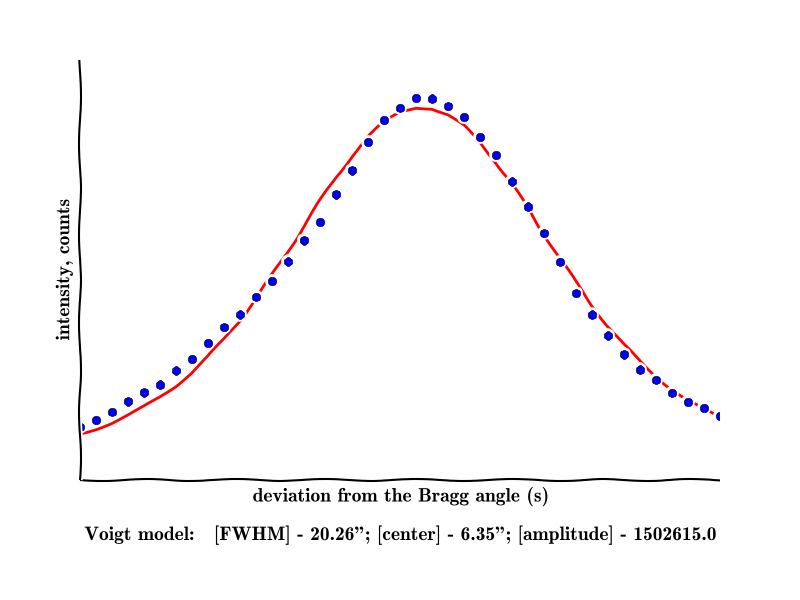 intensity, counts
deviation from the Bragg angle (s)
Voigt model: [FWHM] - 20.26”; [center] - 6.35”; [amplitude] - 1502615.0